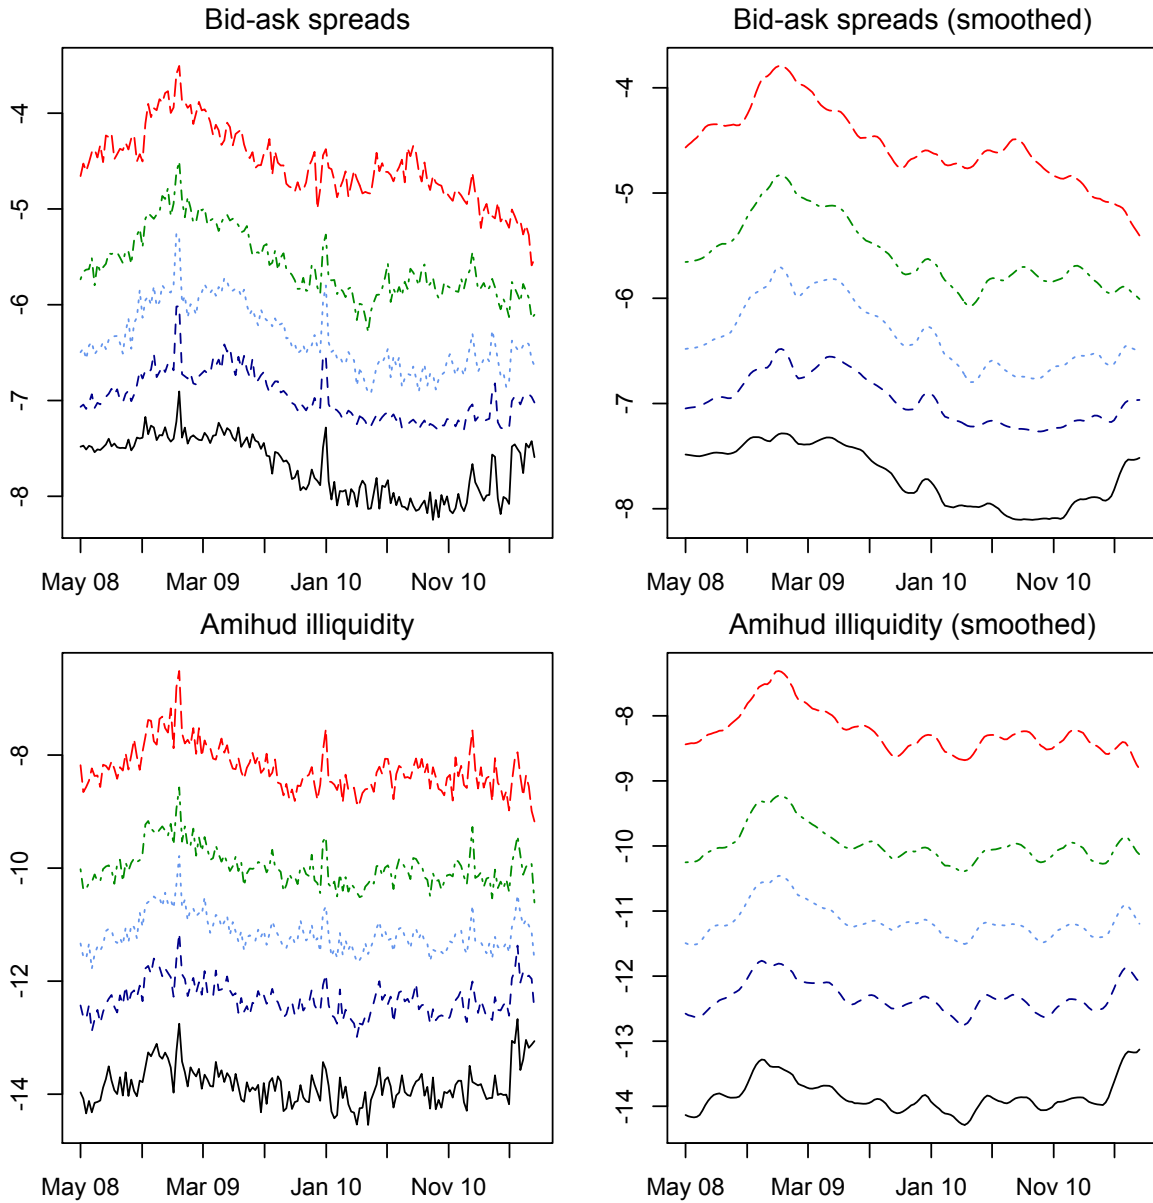 Bid-ask spreads
-4
-5
-6
-7
-8
May 08 Mar 09 Jan 10 Nov 10
Bid-ask spreads (smoothed)
-4
-5
-6
-7
-8
May 08 Mar 09 Jan 10 Nov 10
Amihud illiquidity
-8
-10
-12
-14
May 08 Mar 09 Jan 10 Nov 10
Amihud illiquidity (smoothed)
-8
-9
-10
-11
-12
-13
-14
May 08 Mar 09 Jan 10 Nov 10